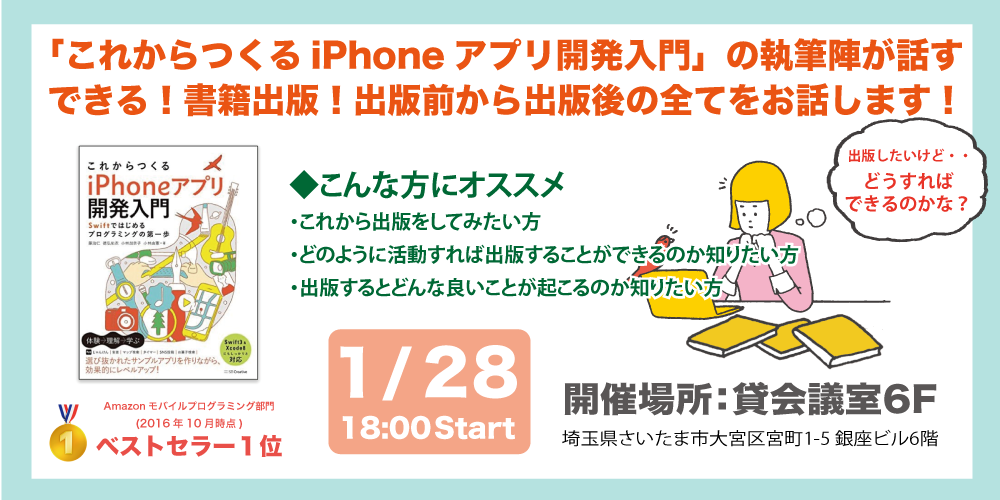 「これからつくる iPhone アプリ開発入門」の執筆陣が話す
できる！書籍出版！出版前から出版後の全てをお話します！
これからつくる
iPhoneアプリ
開発入門
Swiftではじめる
プログラミングの第一歩
体験→理解→学ぶ
Swift3&
Xcode8
対応
選び抜かれたサンプルアプリを作りながら、
効果的にレベルアップ！
SB Creative
1
Amazon モバイルプログラミング部門
(2016 年 10 月時点)
ベストセラー1位
◆こんな方にオススメ
・これから出版をしてみたい方
・どのように活動すれば出版することができるのか知りたい方
・出版するとどんな良いことが起こるのか知りたい方
出版したいけど・・
どうすれば
できるのかな？
1/28
18:00 Start
開催場所：貸会議室6F
埼玉県さいたま市大宮区宮町1-5 銀座ビル6階